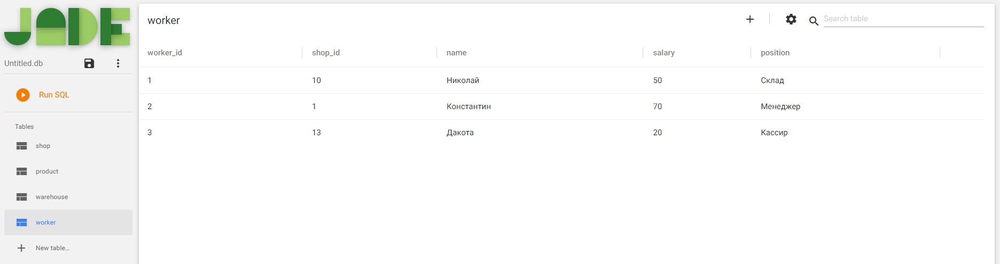 JADE
Untitled.db
Run SQL
Tables
shop
product
warehouse
worker
New table...
worker
Search table
worker_id shop_id name salary position
1 10 Николай 50 Склад
2 1 Константин 70 Менеджер
3 13 Дакота 20 Кассир